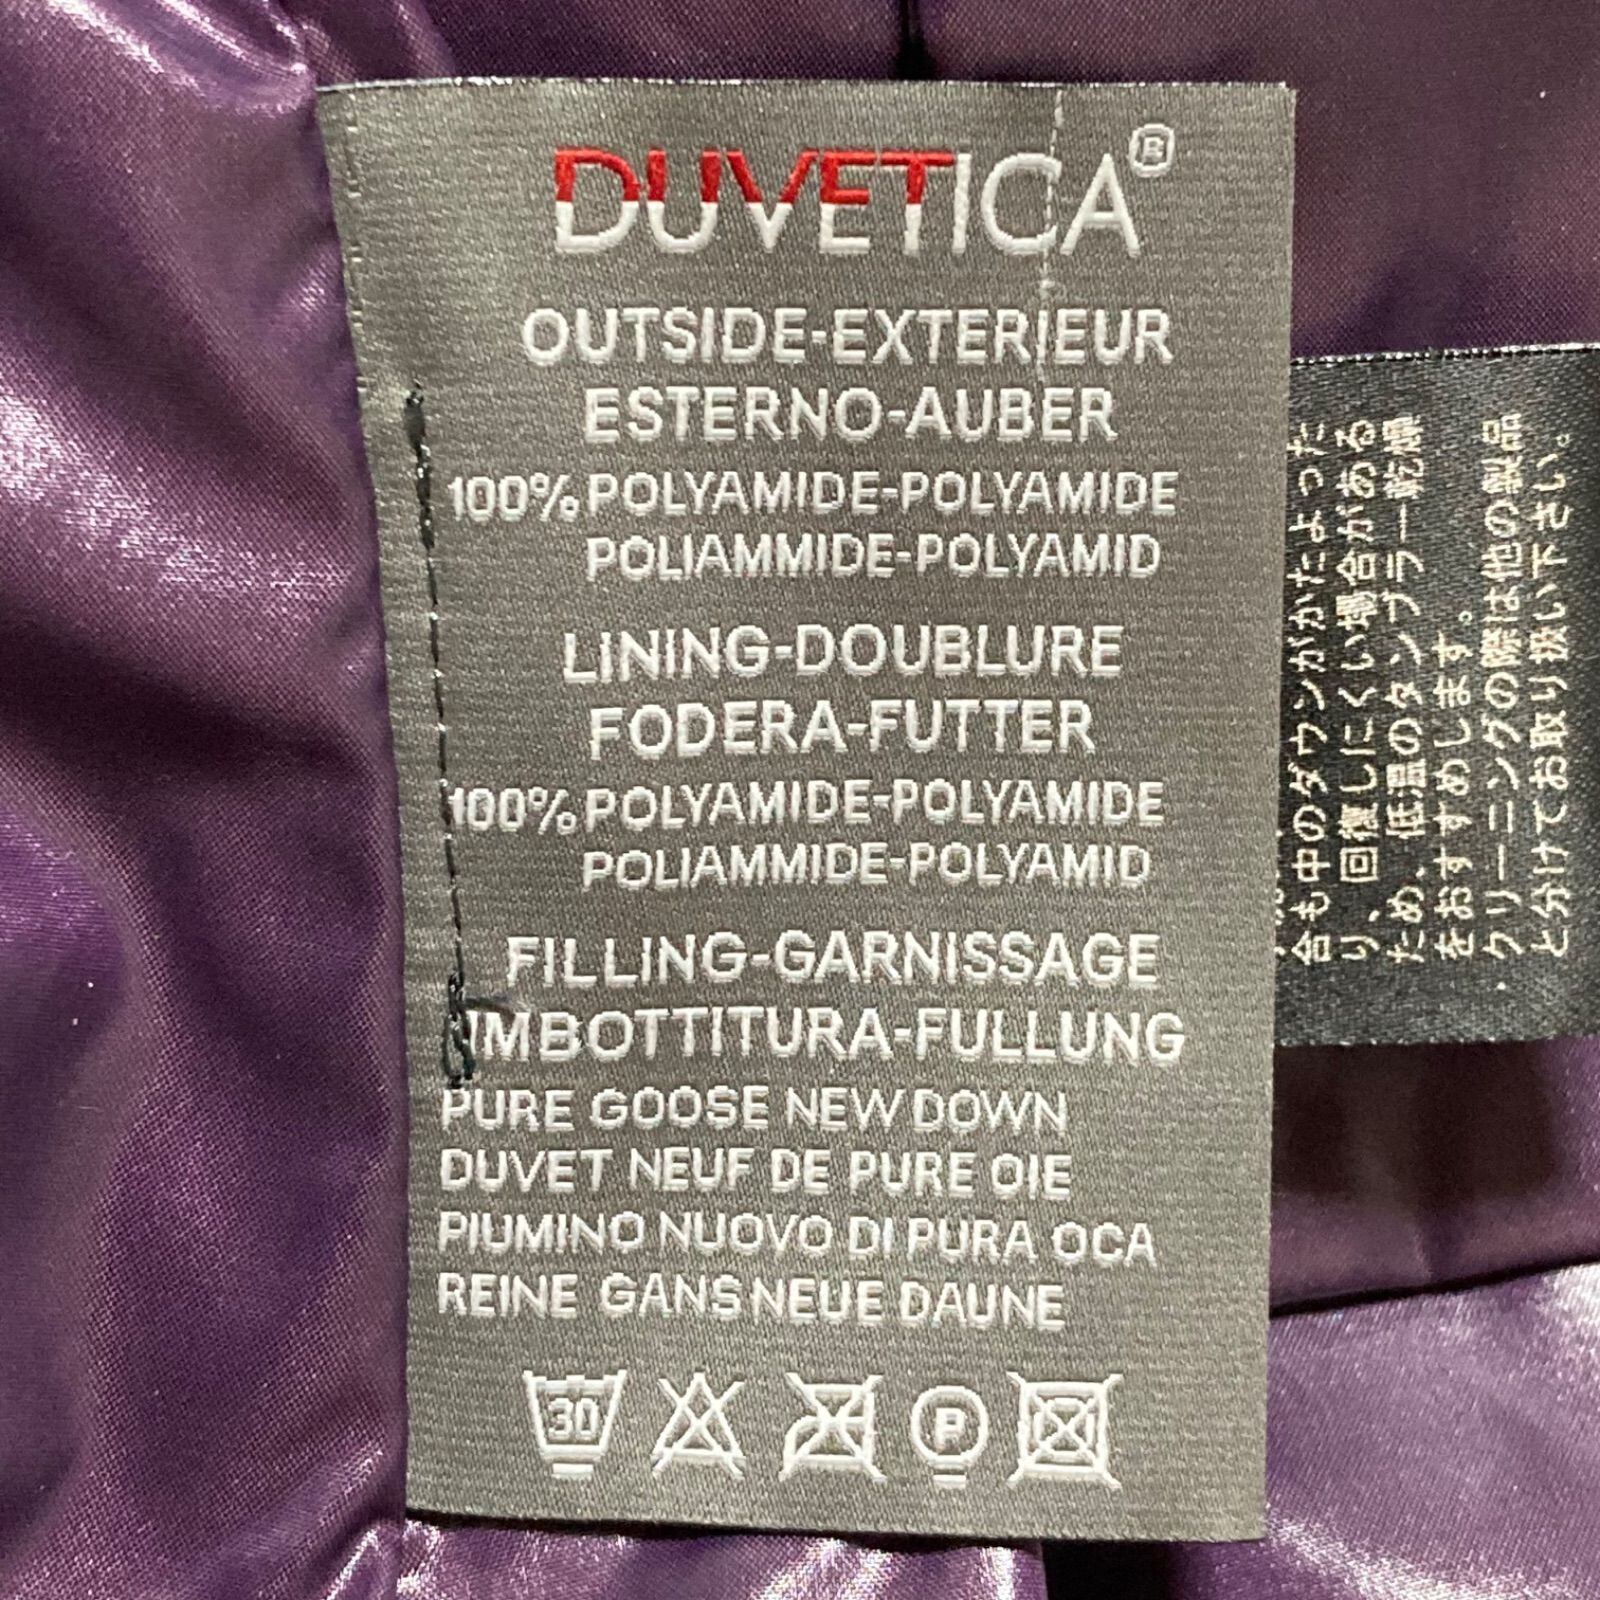 DUVETICA®
OUTSIDE-EXTERIEUR
ESTERNO-AUBER
100% POLYAMIDE-POLYAMIDE
POLIAMMIDE-POLYAMID
LINING-DOUBLURE
FODERA-FUTTER
100% POLYAMIDE-POLYAMIDE
POLIAMMIDE-POLYAMID
FILLING-GARNISSAGE
IMBOTTITURA-FULLUNG
PURE GOOSE NEW DOWN
DUVET NEUF DE PURE OIE
PIUMINO NUOVO DI PURA OCA
REINE GANS NEUE DAUNE
30 P
合も中のダウンがかたよった
り、回復しにくい場合がある
ため、低温のタンブラー乾燥
をおすすめします。
クリーニングの際は他の製品
と分けてお取り扱い下さい。